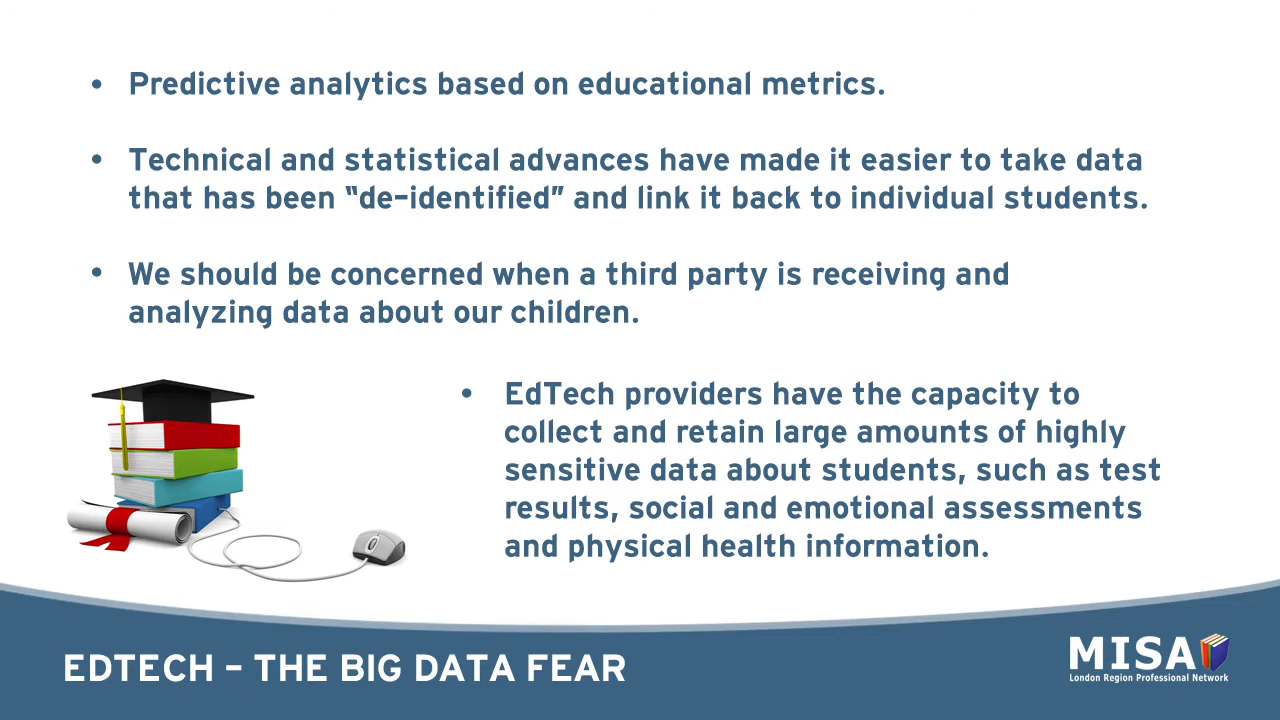 • Predictive analytics based on educational metrics.
• Technical and statistical advances have made it easier to take data
that has been “de-identified” and link it back to individual students.
• We should be concerned when a third party is receiving and
analyzing data about our children.
• EdTech providers have the capacity to
collect and retain large amounts of highly
sensitive data about students, such as test
results, social and emotional assessments
and physical health information.
EDTECH – THE BIG DATA FEAR
MISA
London Region Professional Network